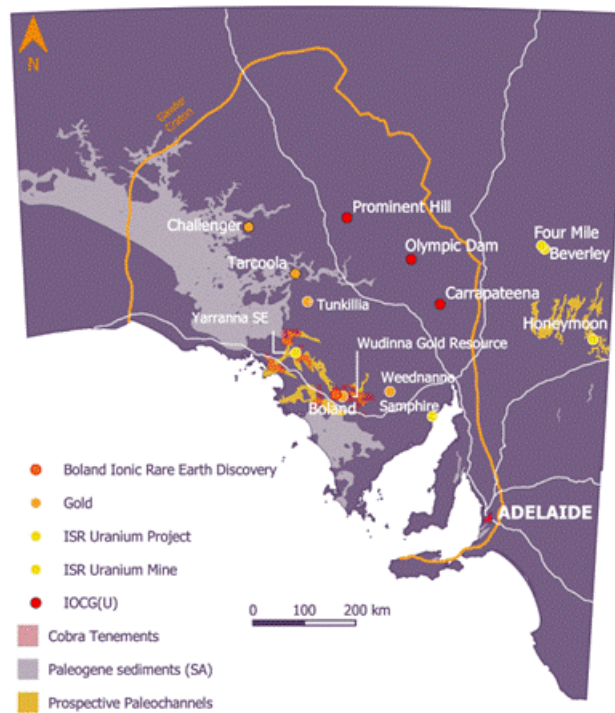 N
Gawler
Craton
Prominent Hill
Challenger
Four Mile
Beverley
Olympic Dam
Tarcoola
Tunkillia
Carrapateena
Yarranna SE
Honeymoon
Wudinna Gold Resource
Weednanna
Boland
Samphire
Boland Ionic Rare Earth Discovery
Gold
ISR Uranium Project
ADELAIDE
ISR Uranium Mine
IOCG(U)
0 100 200 km
Cobra Tenements
Paleogene sediments (SA)
Prospective Paleochannels